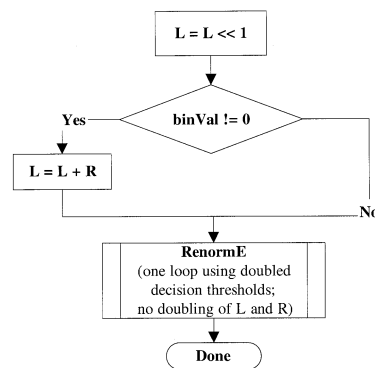 L = L << 1
binVal != 0
Yes
L = L + R
No
RenormE
(one loop using doubled
decision thresholds;
no doubling of L and R)
Done